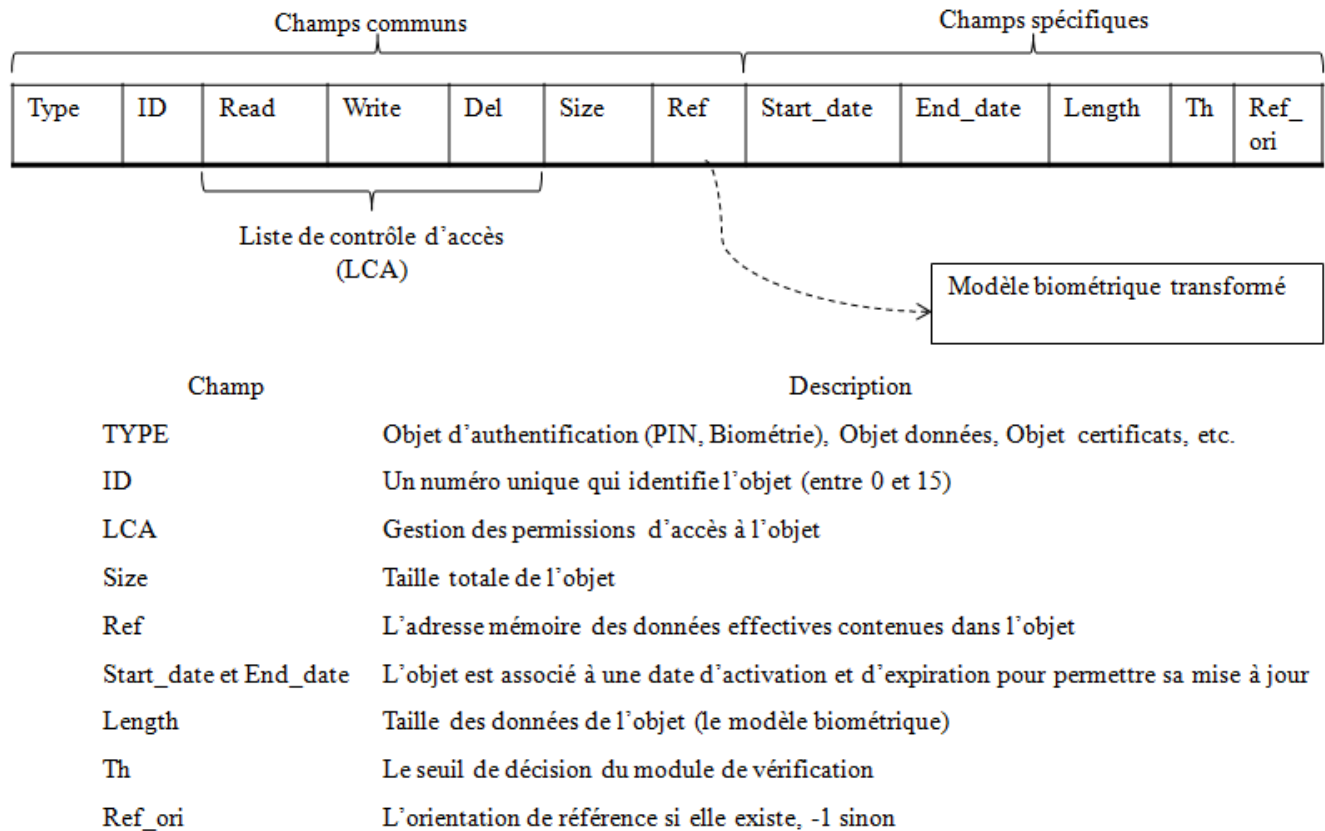 Champs communs
Champs spécifiques
Type ID Read Write Del Size Ref Start_date End_date Length Th Ref_
ori
Liste de contrôle d'accès
(LCA)
Modèle biométrique transformé
Champ Description
TYPE Objet d'authentification (PIN, Biométrie), Objet données, Objet certificats, etc.
ID Un numéro unique qui identifie l'objet (entre 0 et 15)
LCA Gestion des permissions d'accès à l'objet
Size Taille totale de l'objet
Ref L'adresse mémoire des données effectives contenues dans l'objet
Start_date et End_date L'objet est associé à une date d'activation et d'expiration pour permettre sa mise à jour
Length Taille des données de l'objet (le modèle biométrique)
Th Le seuil de décision du module de vérification
Ref_ori L'orientation de référence si elle existe, -1 sinon